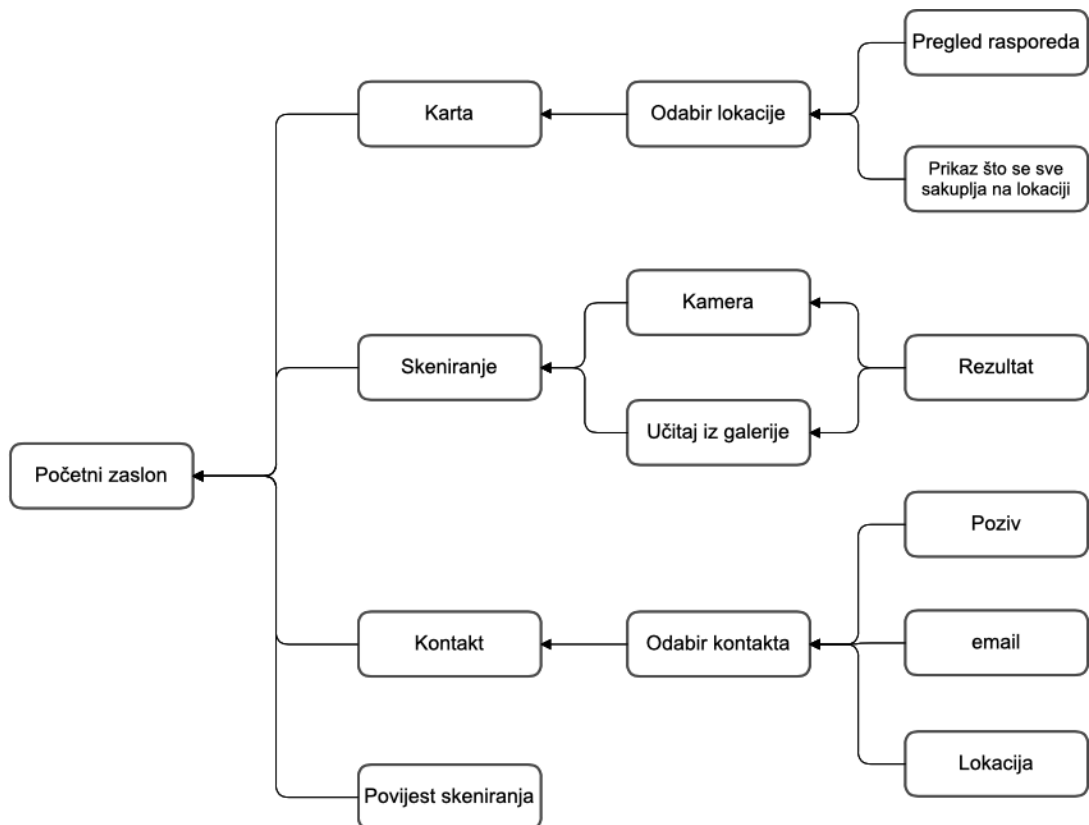 Pregled rasporeda
Karta
Odabir lokacije
Prikaz što se sve
sakuplja na lokaciji
Kamera
Skeniranje
Rezultat
Učitaj iz galerije
Početni zaslon
Poziv
Kontakt
Odabir kontakta
email
Lokacija
Povijest skeniranja